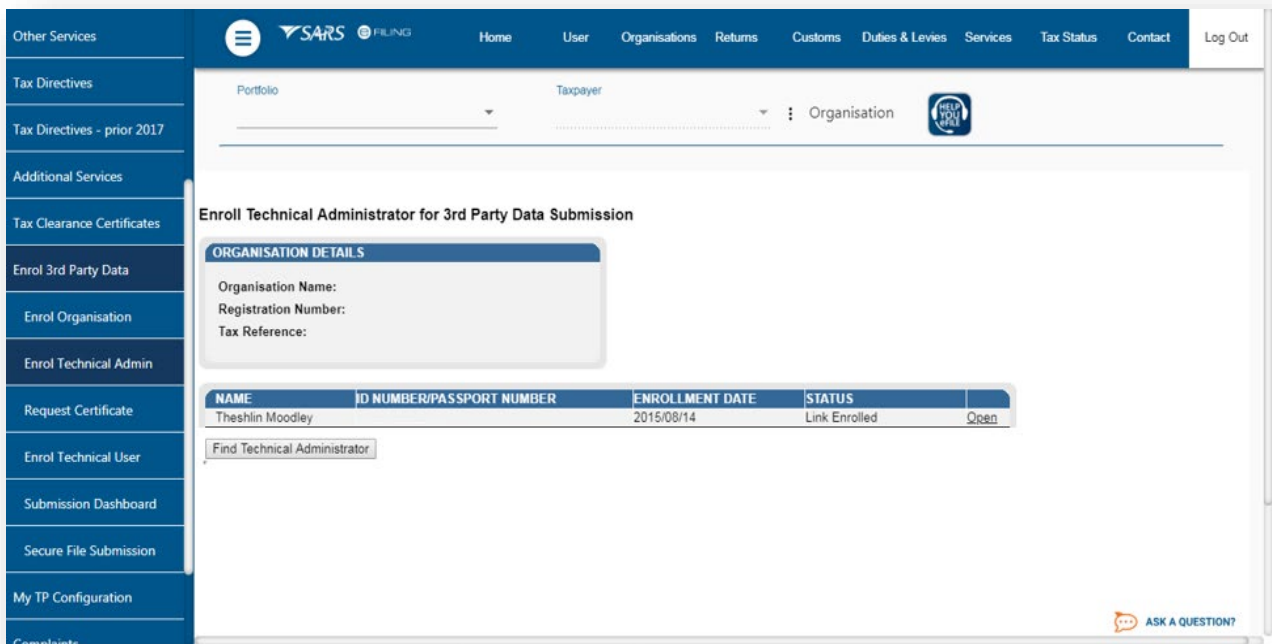 Other Services
SARS eFILING
Home User Organisations Returns Customs Duties & Levies Services Tax Status Contact Log Out
Tax Directives
Tax Directives - prior 2017
Additional Services
Tax Clearance Certificates
Enrol 3rd Party Data
Enrol Organisation
Enrol Technical Admin
Request Certificate
Enrol Technical User
Submission Dashboard
Secure File Submission
My TP Configuration
Complaints
Portfolio
Taxpayer
Organisation
HELP YOU eFILE
Enroll Technical Administrator for 3rd Party Data Submission
ORGANISATION DETAILS
Organisation Name:
Registration Number:
Tax Reference:
NAME ID NUMBER/PASSPORT NUMBER ENROLLMENT DATE STATUS
Theshlin Moodley 2015/08/14 Link Enrolled Open
Find Technical Administrator
ASK A QUESTION?